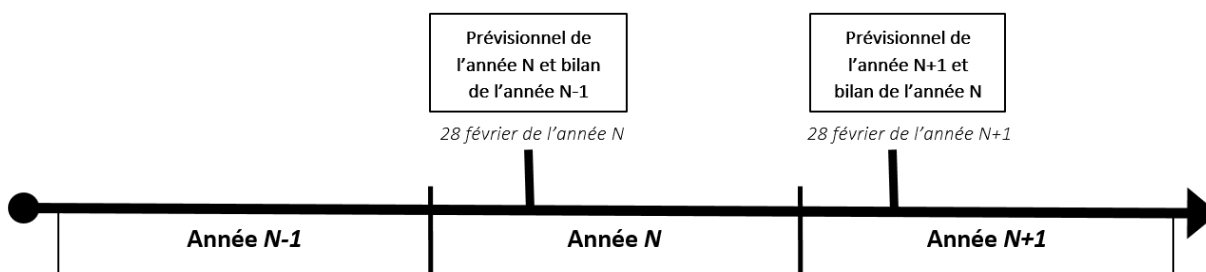 Prévisionnel de
l’année N et bilan
de l’année N-1
28 février de l’année N
Prévisionnel de
l’année N+1 et
bilan de l’année N
28 février de l’année N+1
Année N-1
Année N
Année N+1